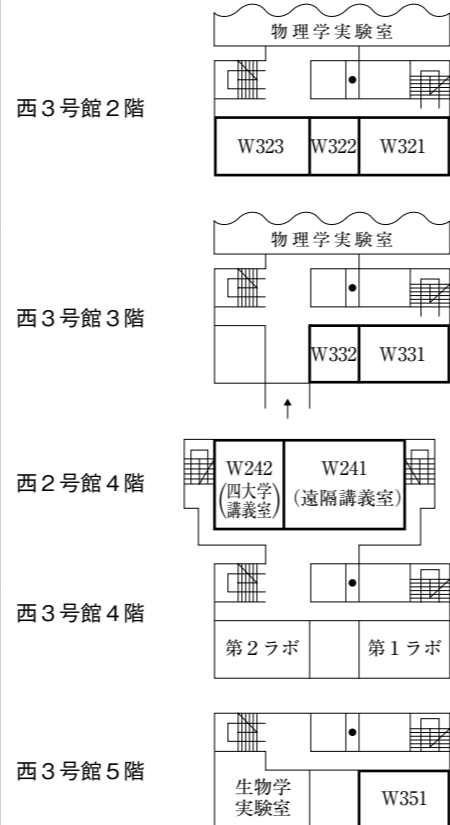 物理学実験室
西3号館2階
W323 W322 W321
物理学実験室
西3号館3階
W332 W331
西2号館4階
W242 W241
(四大学 (遠隔講義室)
講義室)
西3号館4階
第2ラボ 第1ラボ
西3号館5階
生物学
実験室
W351